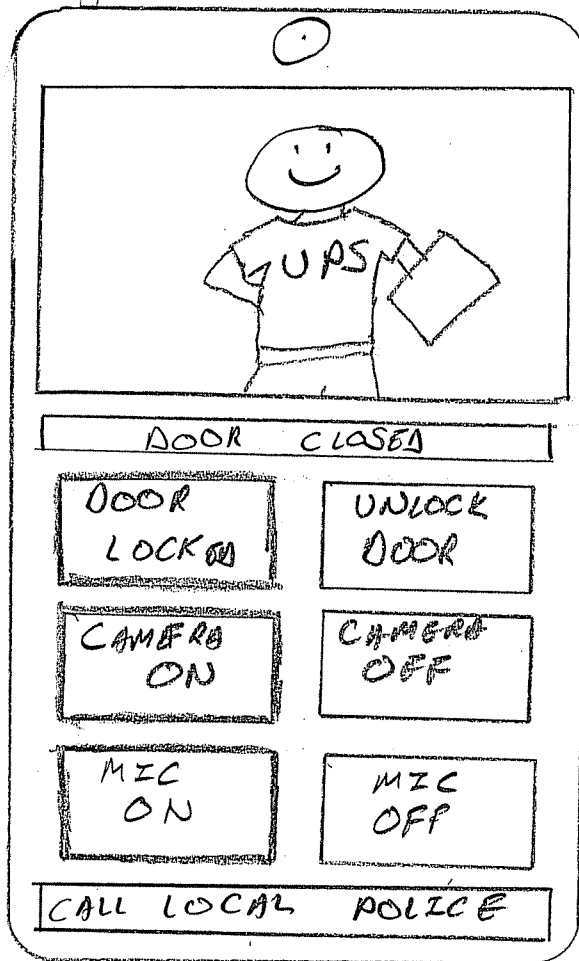 UPS
DOOR CLOSED
DOOR
LOCKED
UNLOCK
DOOR
CAMERA
ON
CAMERA
OFF
MIC
ON
MIC
OFF
CALL LOCAL POLICE